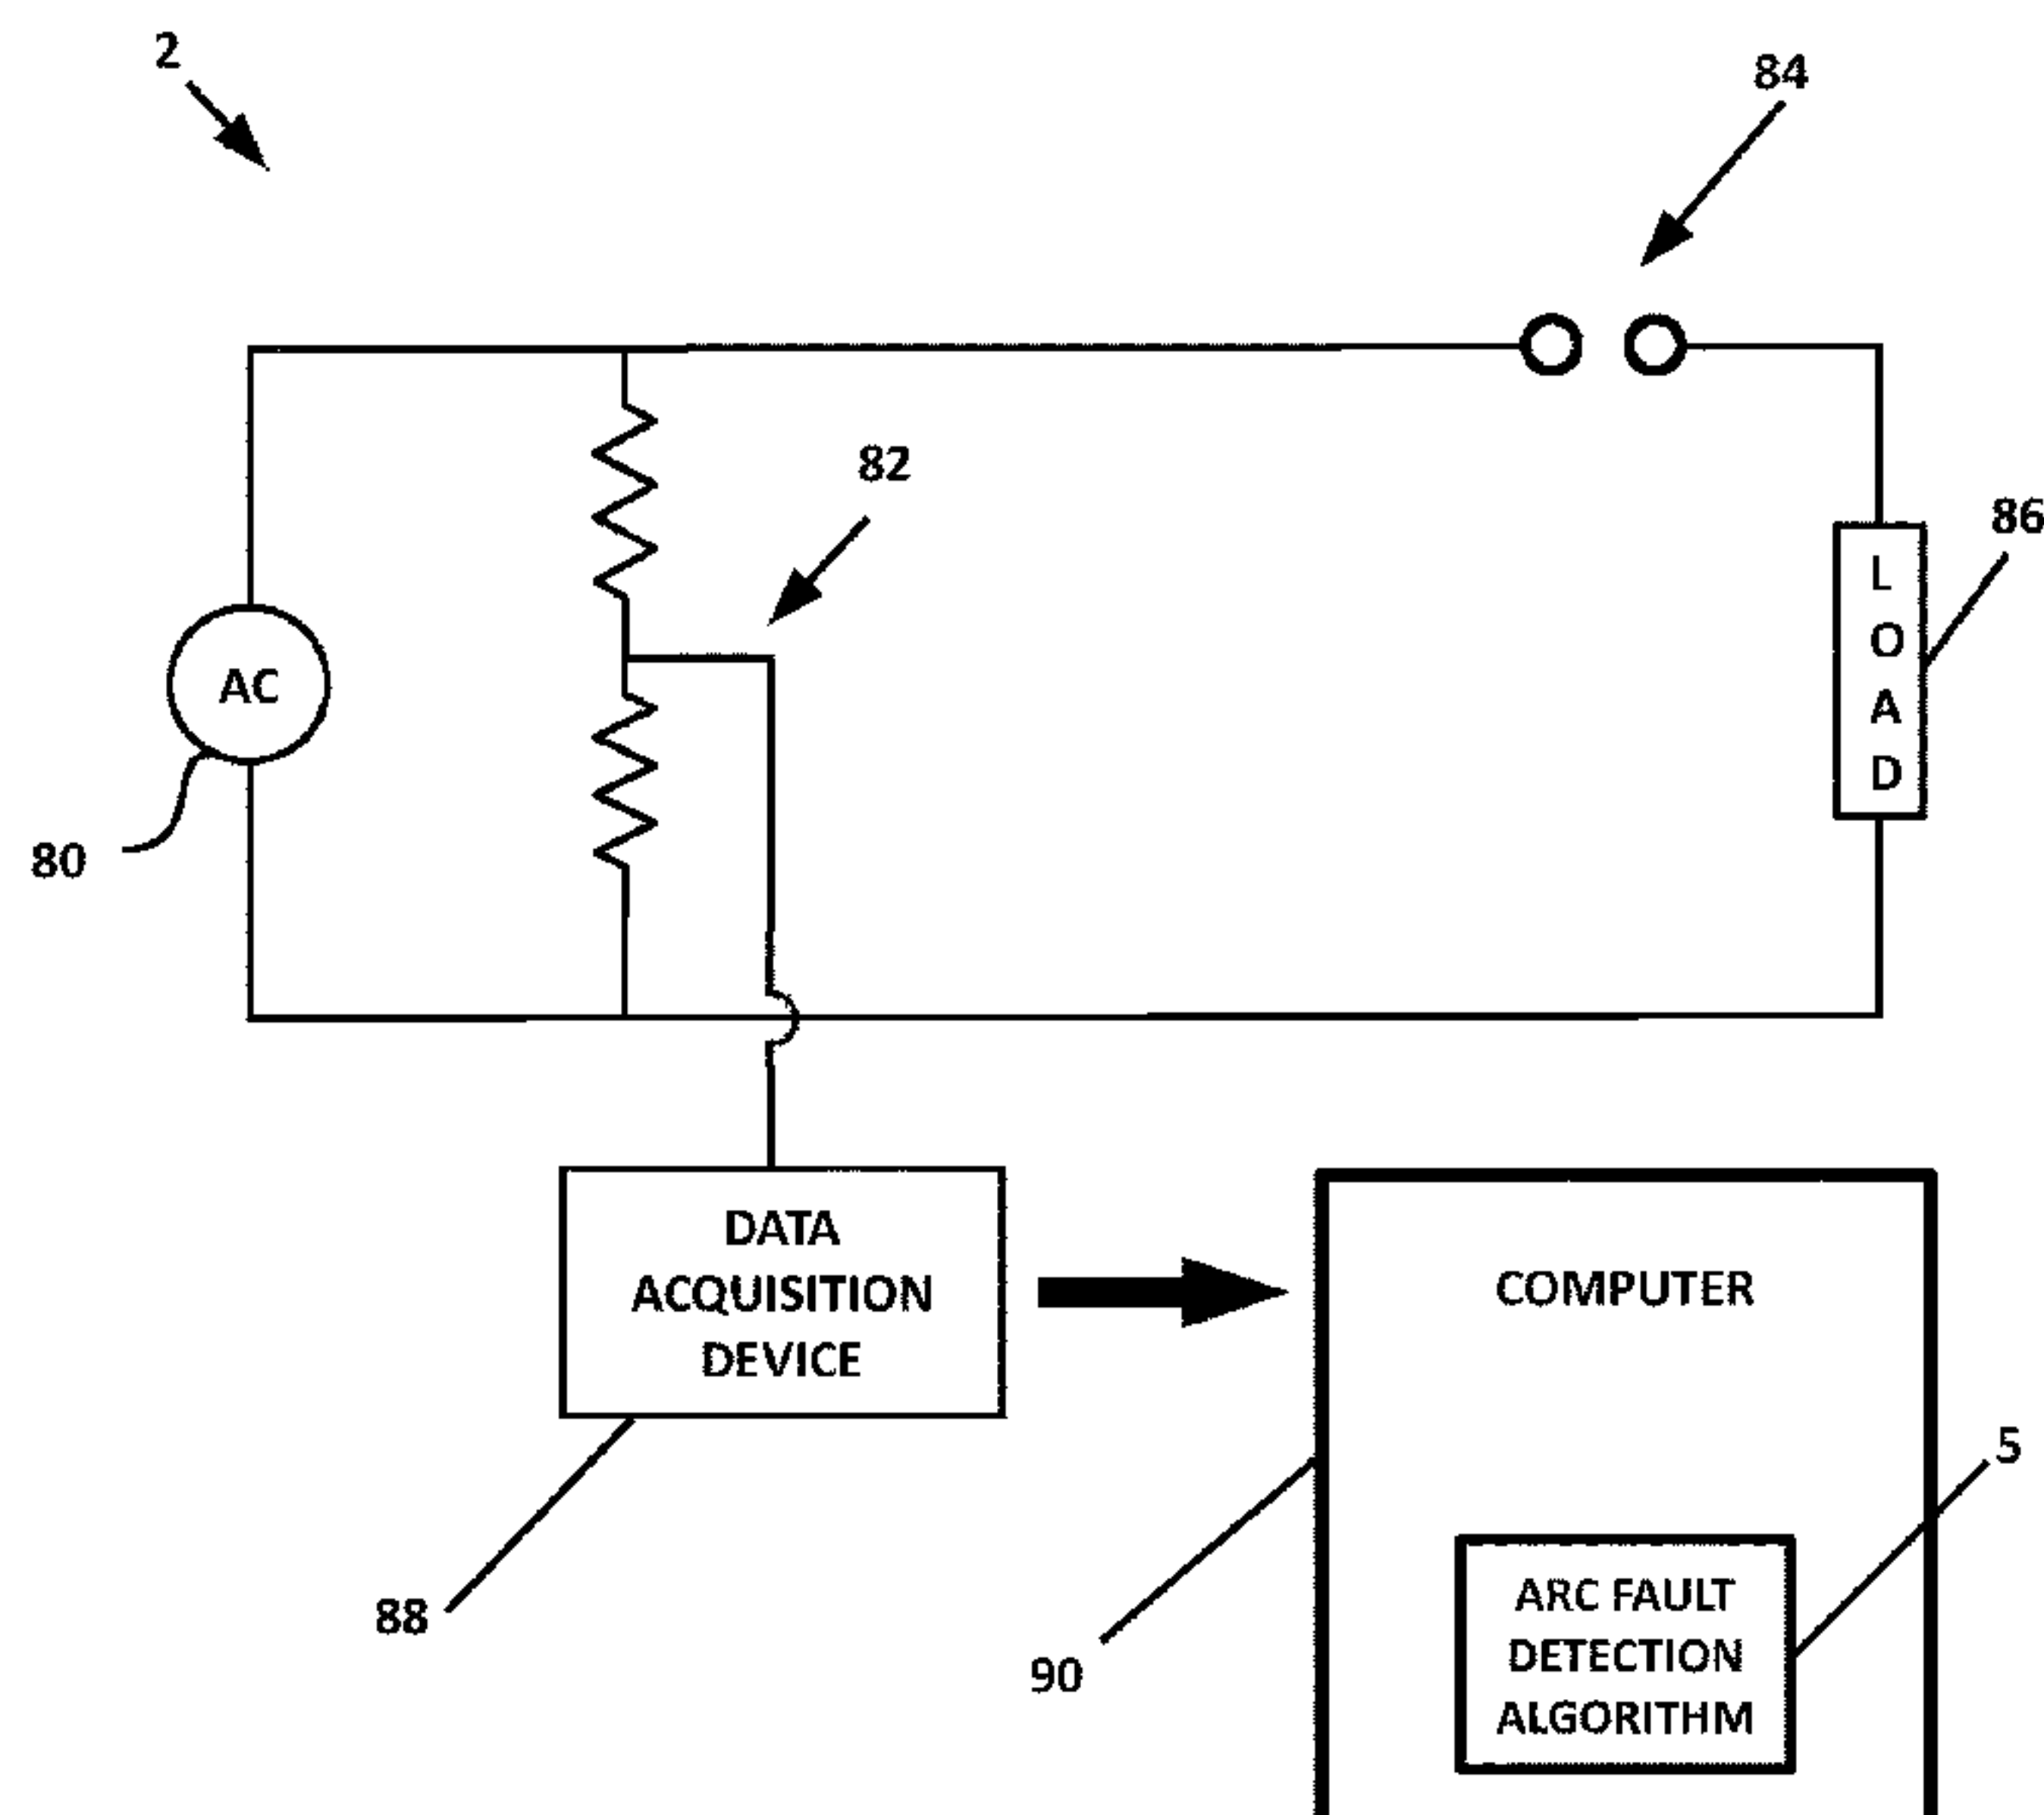 2
84
82
86
L
O
A
D
AC
80
DATA
ACQUISITION
DEVICE
COMPUTER
5
88
90
ARC FAULT
DETECTION
ALGORITHM